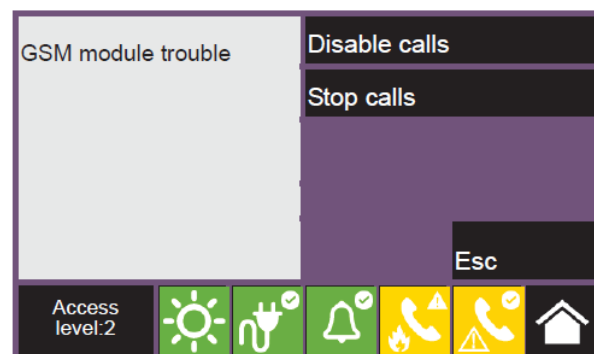 GSM module trouble
Disable calls
Stop calls
Esc
Access
level:2